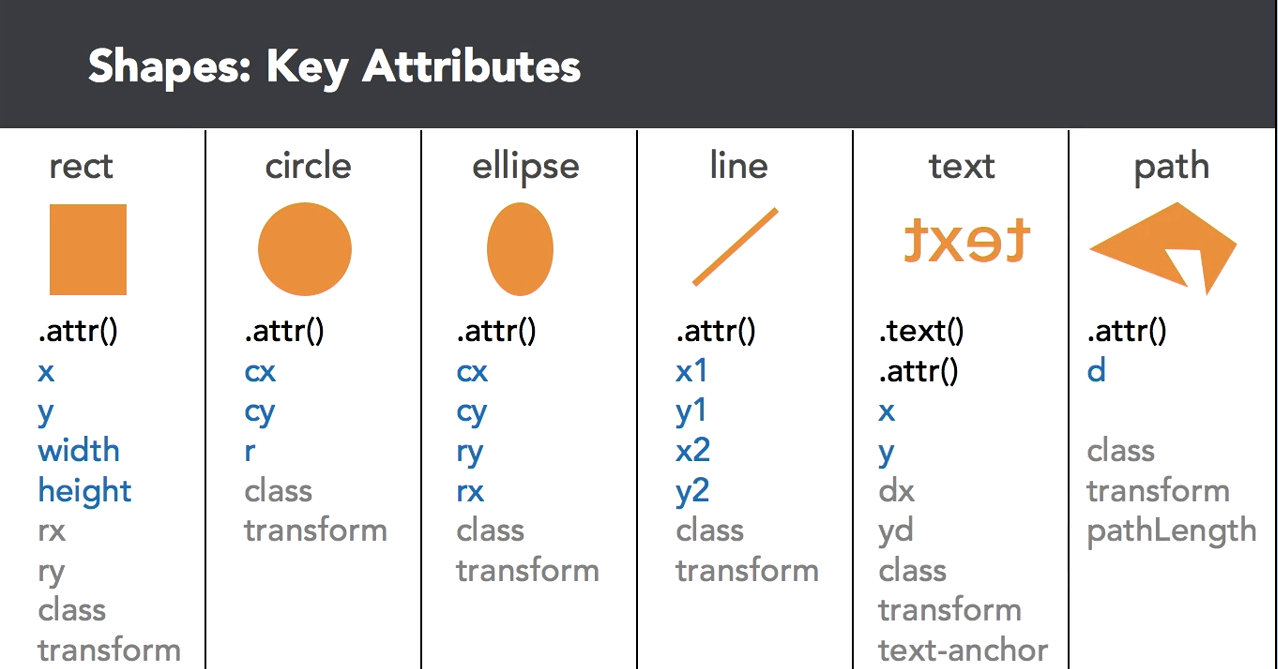 Shapes: Key Attributes
rect
.attr()
x
y
width
height
rx
ry
class
transform
circle
.attr()
cx
cy
r
class
transform
ellipse
.attr()
cx
cy
ry
rx
class
transform
line
.attr()
x1
y1
x2
y2
class
transform
text
text
.text()
.attr()
x
y
dx
yd
class
transform
text-anchor
path
.attr()
d
class
transform
pathLength